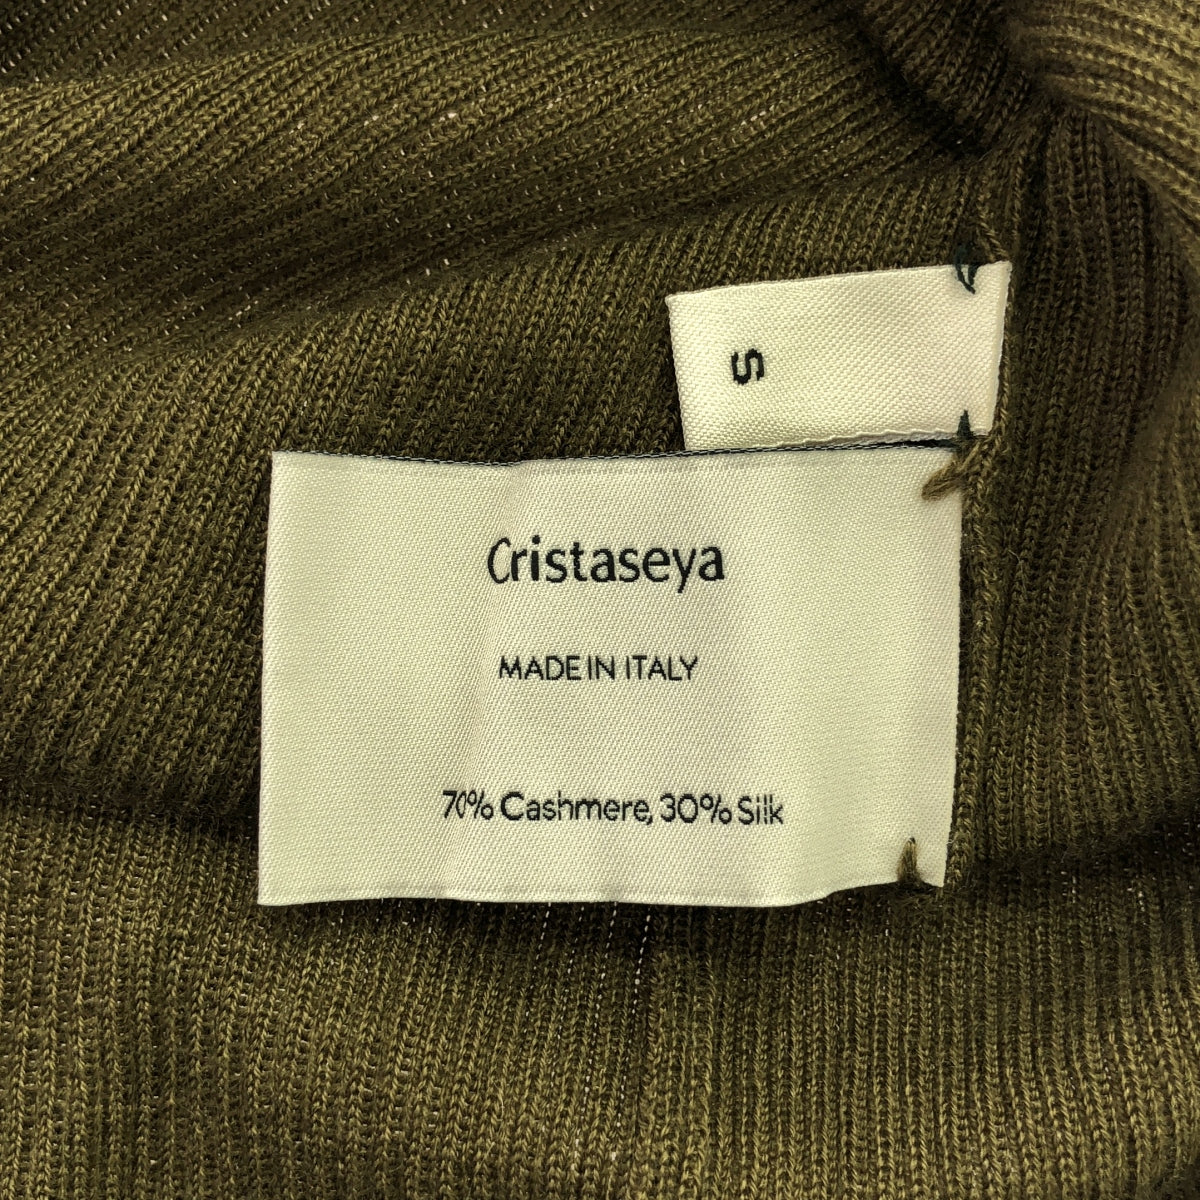 S
Cristaseya
MADE IN ITALY
70% Cashmere, 30% Silk